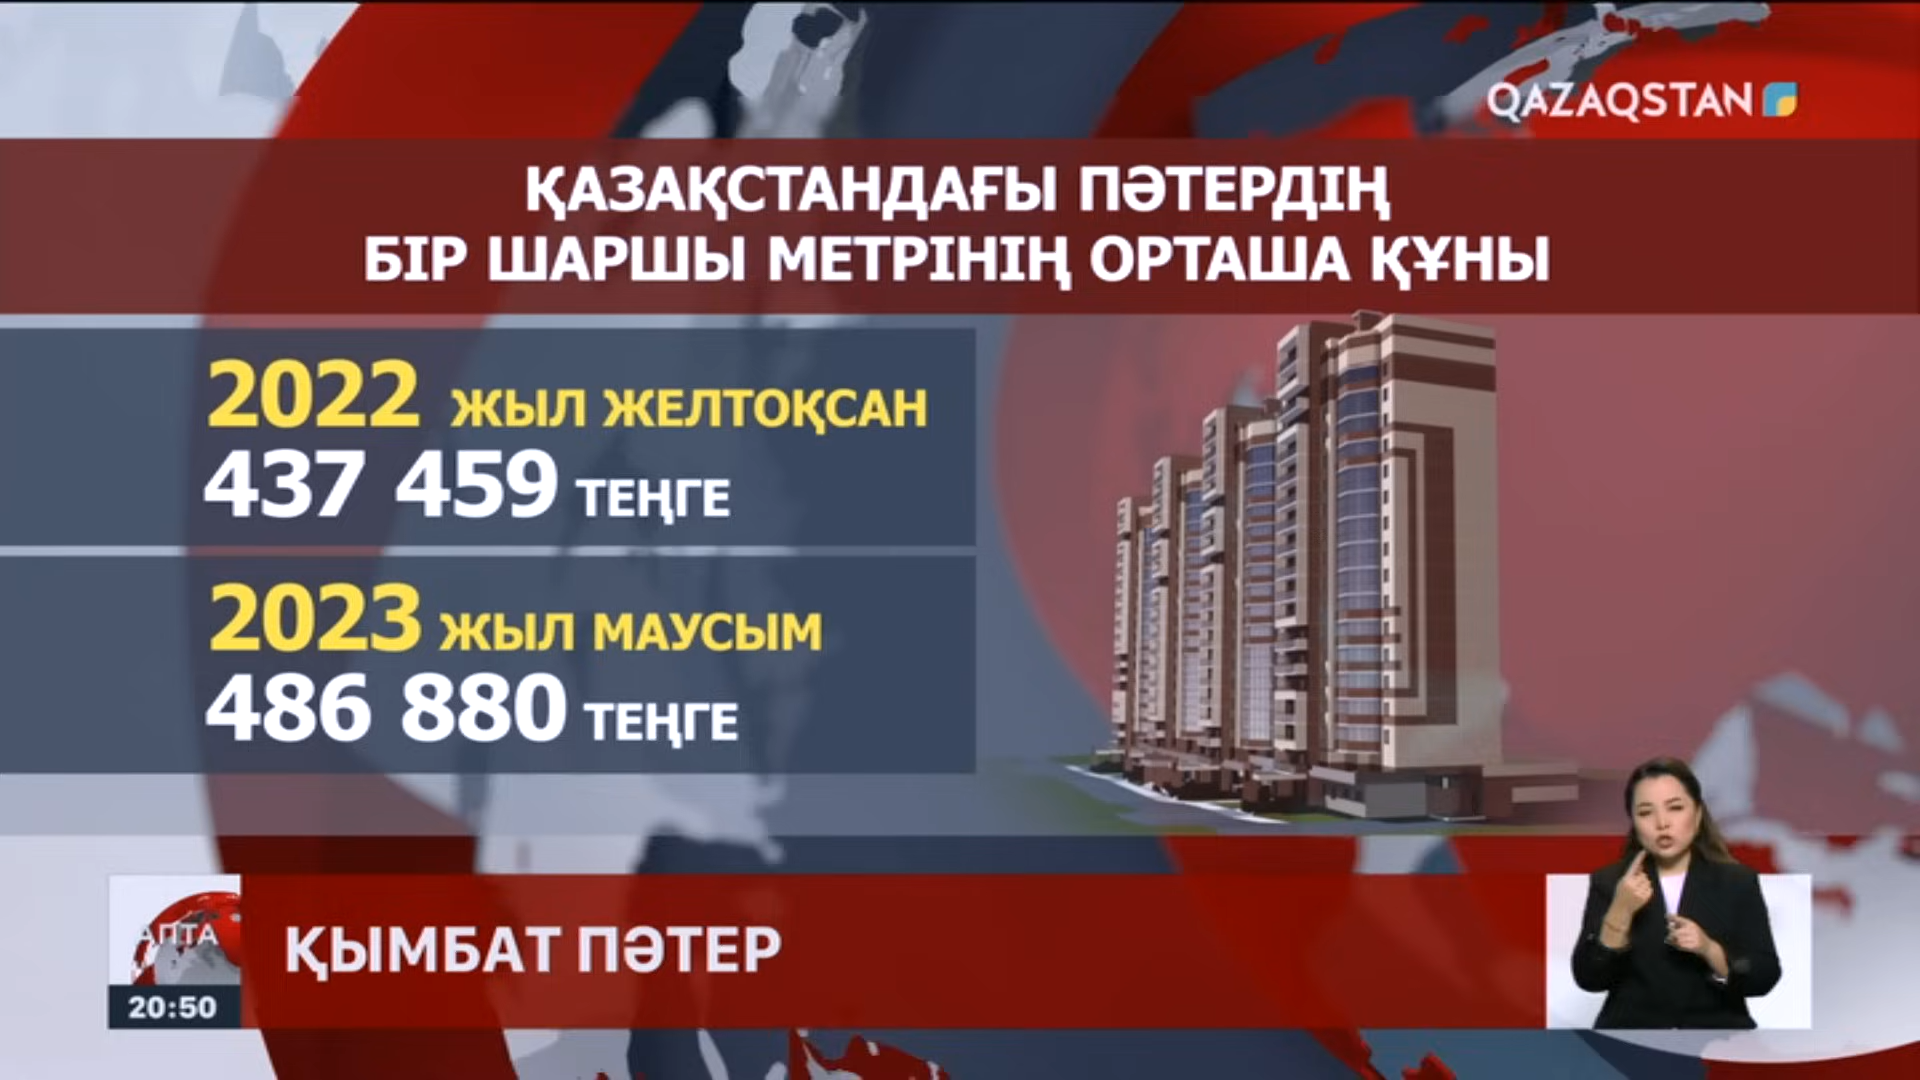 QAZAQSTAN
ҚАЗАҚСТАНДАҒЫ ПӘТЕРДІҢ
БІР ШАРШЫ МЕТРІНІҢ ОРТАША ҚҰНЫ
2022 ЖЫЛ ЖЕЛТОҚСАН
437 459 ТЕҢГЕ
2023 ЖЫЛ МАУСЫМ
486 880 ТЕҢГЕ
АПТА
ҚЫМБАТ ПӘТЕР
20:50